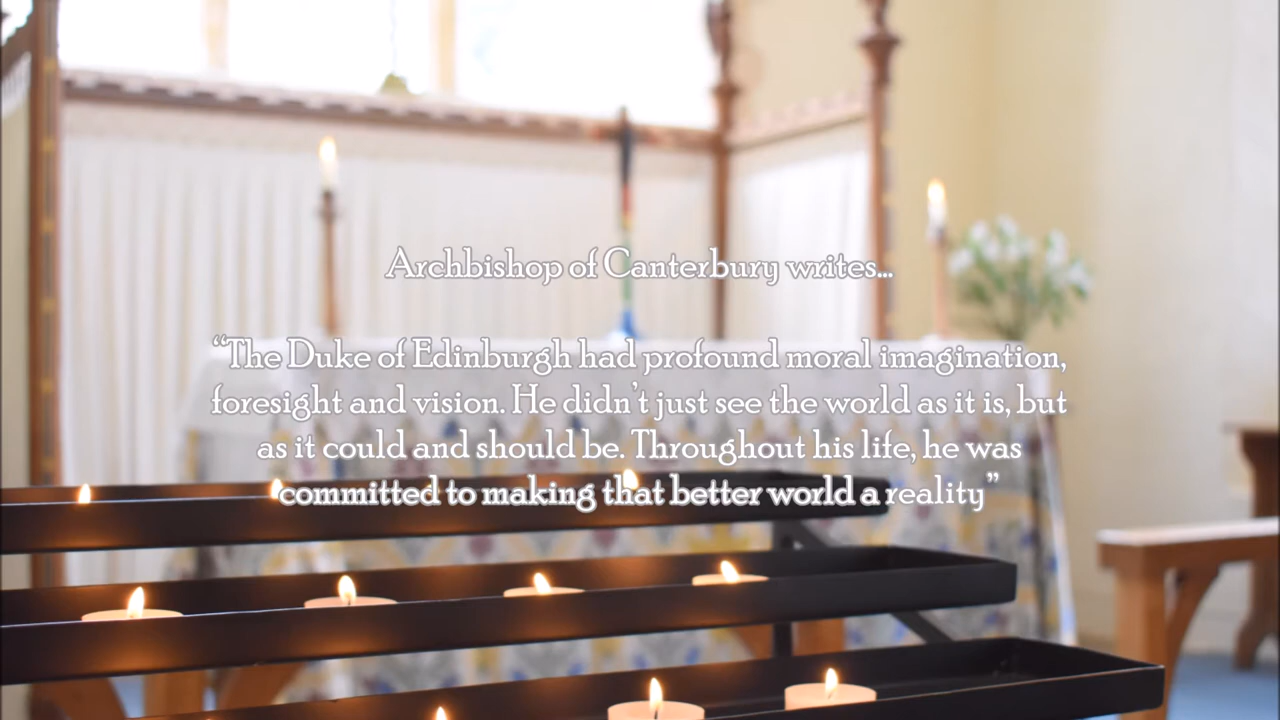 Archbishop of Canterbury writes...
“The Duke of Edinburgh had profound moral imagination,
foresight and vision. He didn’t just see the world as it is, but
as it could and should be. Throughout his life, he was
committed to making that better world a reality”